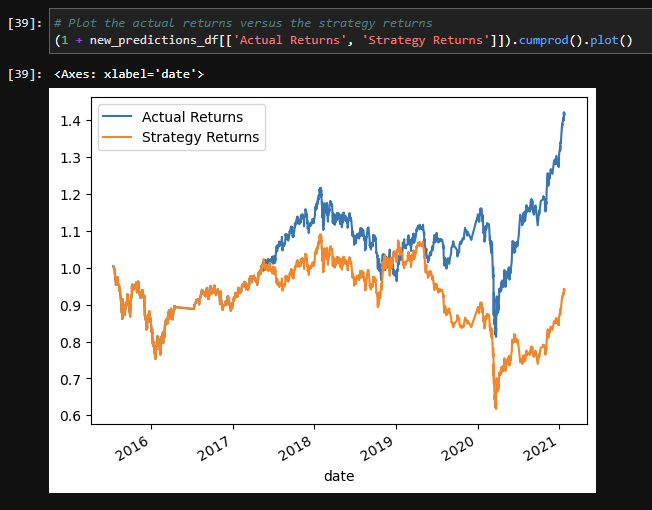 [39]: # Plot the actual returns versus the strategy returns
(1 + new_predictions_df[['Actual Returns', 'Strategy Returns']]).cumprod().plot()
[39]: <Axes: xlabel='date'>
Actual Returns
Strategy Returns
1.4
1.3
1.2
1.1
1.0
0.9
0.8
0.7
0.6
2016 2017 2018 2019 2020 2021
date